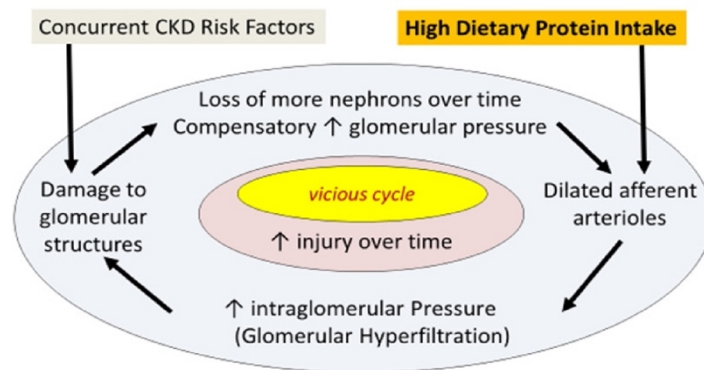 Concurrent CKD Risk Factors
High Dietary Protein Intake
Loss of more nephrons over time
Compensatory ↑ glomerular pressure
Damage to
glomerular
structures
vicious cycle
↑ injury over time
Dilated afferent
arterioles
↑ intraglomerular Pressure
(Glomerular Hyperfiltration)